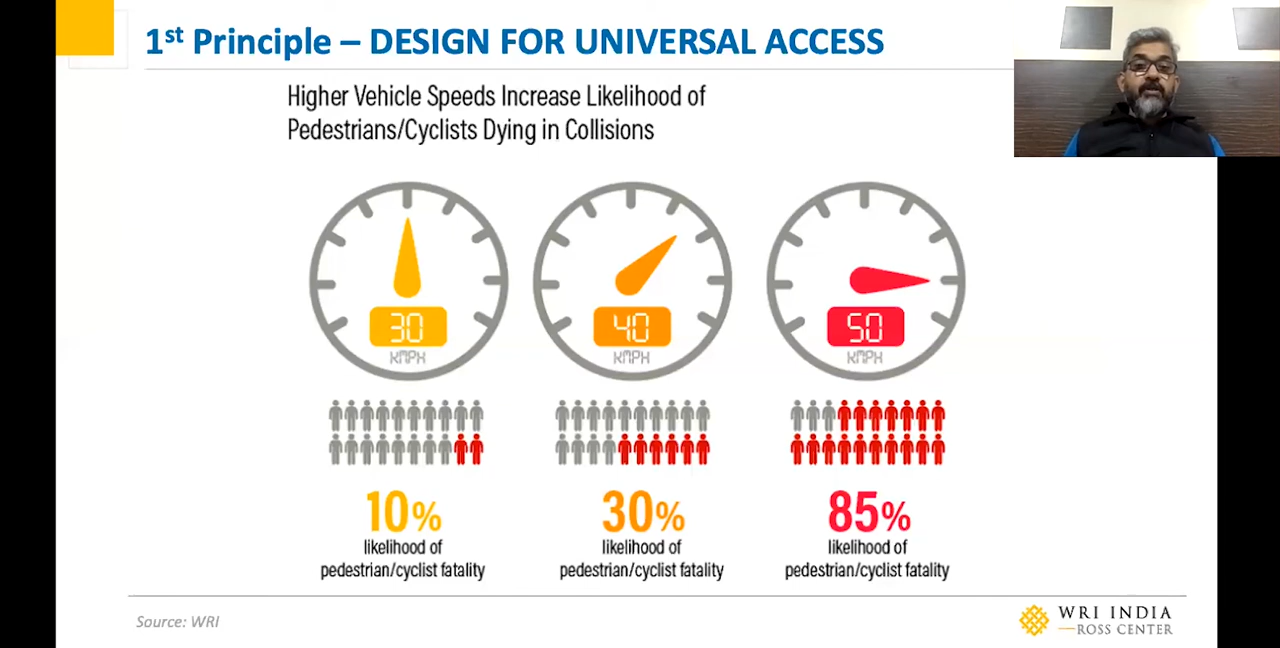 1st Principle – DESIGN FOR UNIVERSAL ACCESS
Higher Vehicle Speeds Increase Likelihood of
Pedestrians/Cyclists Dying in Collisions
30
KMPH
40
KMPH
50
KMPH
10%
likelihood of
pedestrian/cyclist fatality
30%
likelihood of
pedestrian/cyclist fatality
85%
likelihood of
pedestrian/cyclist fatality
Source: WRI
WRI INDIA
ROSS CENTER